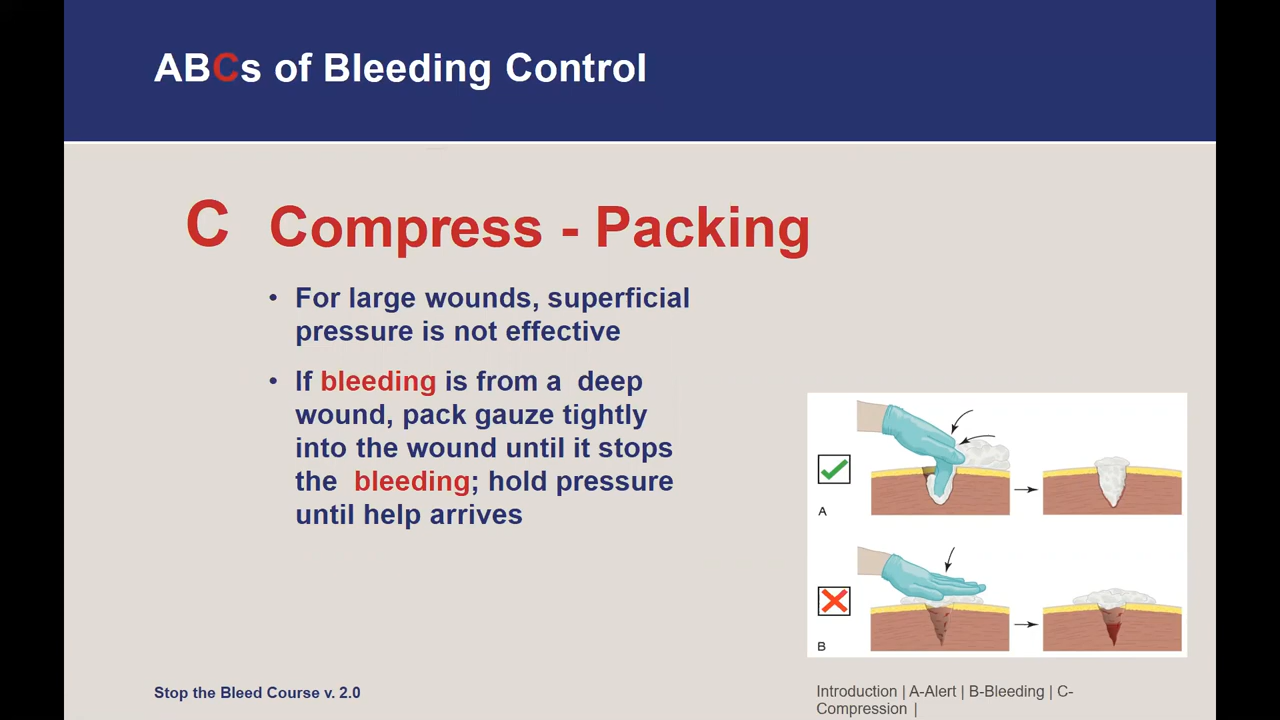 ABCs of Bleeding Control
C Compress - Packing
• For large wounds, superficial
pressure is not effective
• If bleeding is from a  deep
wound, pack gauze tightly
into the wound until it stops
the  bleeding; hold pressure
until help arrives
A
B
Stop the Bleed Course v. 2.0
Introduction | A-Alert | B-Bleeding | C-
Compression |